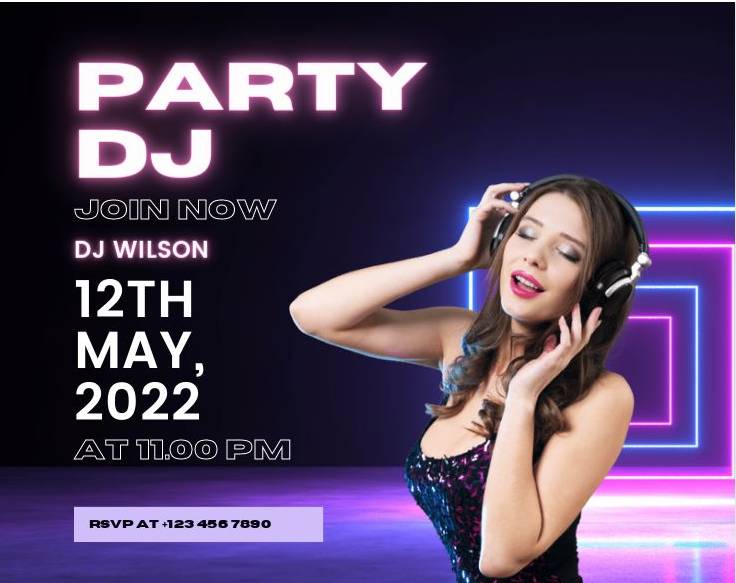 PARTY
DJ
JOIN NOW
DJ WILSON
12TH
MAY,
2022
AT 11.00 PM
RSVP AT +123 456 7890